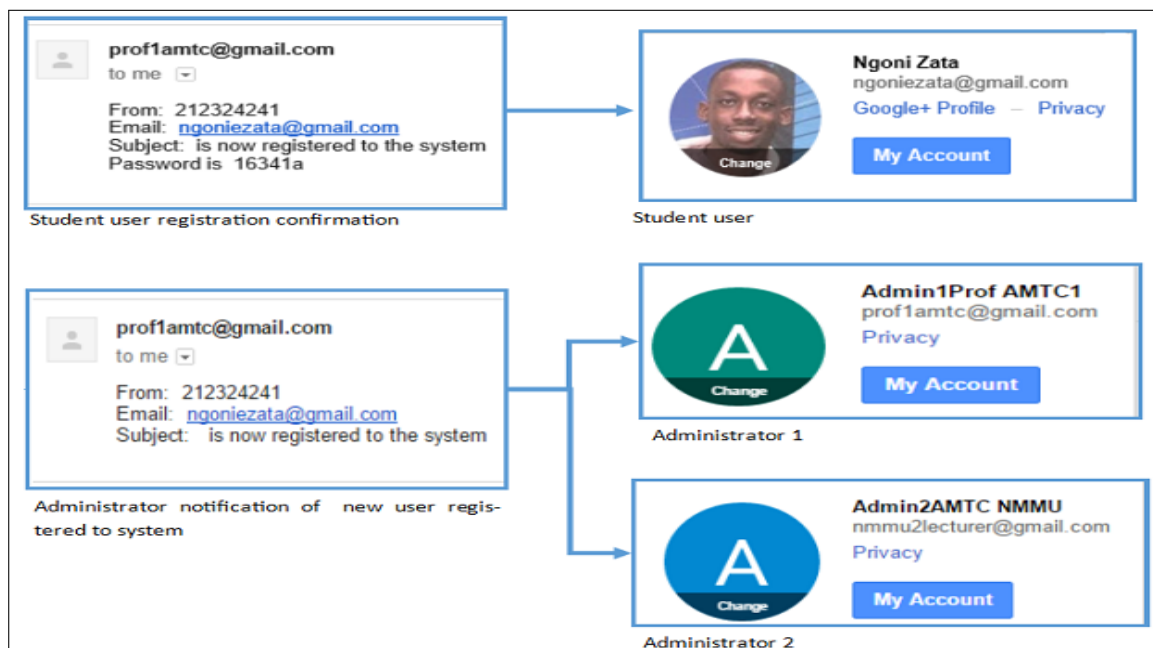 prof1amtc@gmail.com
to me
From: 212324241
Email: ngoniezata@gmail.com
Subject: is now registered to the system
Password is 16341a
Student user registration confirmation
Ngoni Zata
ngoniezata@gmail.com
Google+ Profile – Privacy
My Account
Change
Student user
prof1amtc@gmail.com
to me
From: 212324241
Email: ngoniezata@gmail.com
Subject: is now registered to the system
Administrator notification of new user regis-
tered to system
Admin1Prof AMTC1
prof1amtc@gmail.com
Privacy
My Account
A
Change
Administrator 1
Admin2AMTC NMMU
nmmu2lecturer@gmail.com
Privacy
My Account
A
Change
Administrator 2